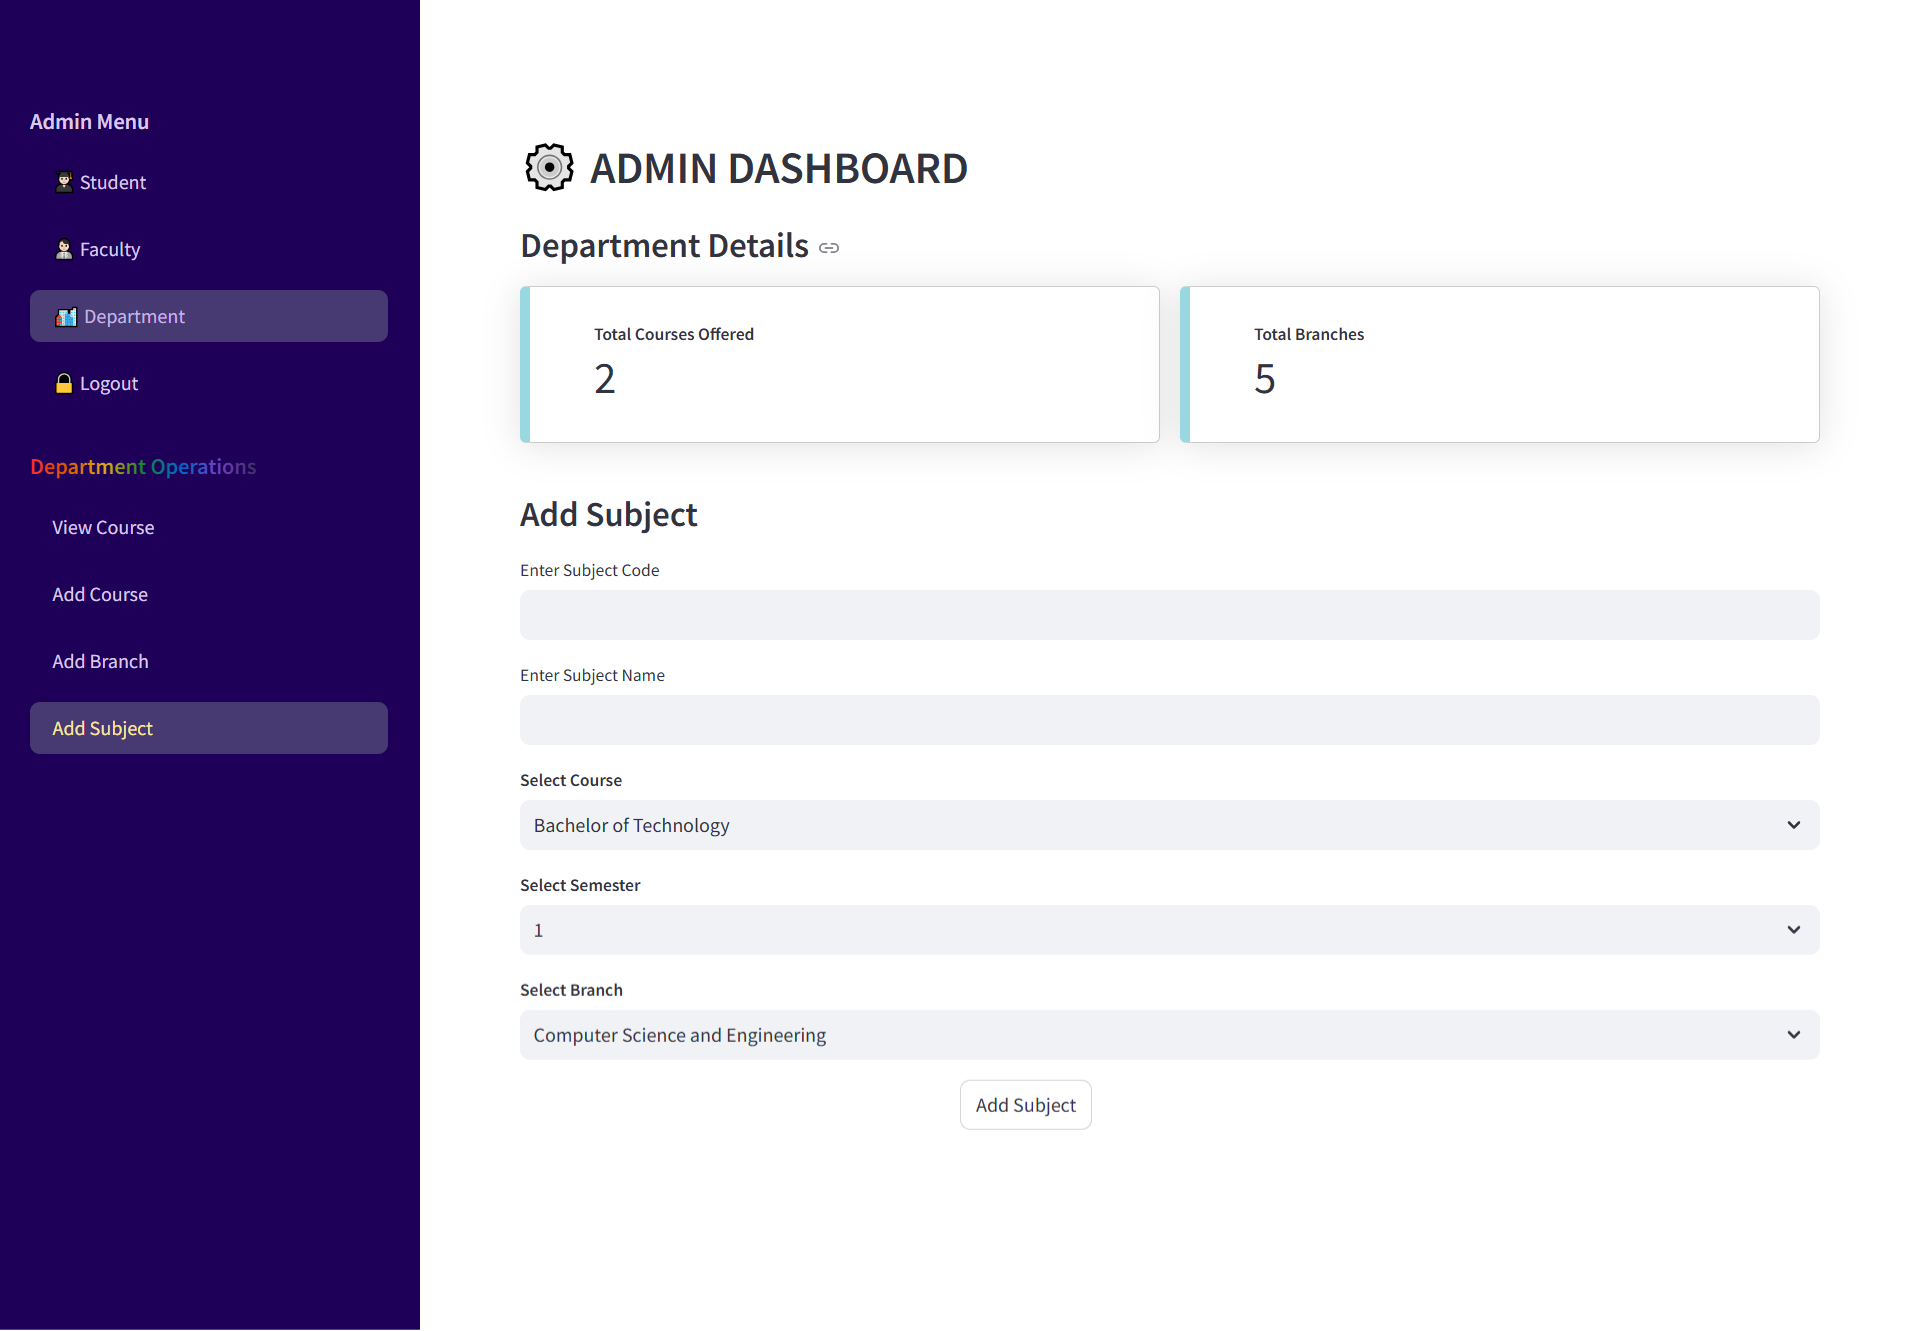 Admin Menu
Student
Faculty
Department
Logout
Department Operations
View Course
Add Course
Add Branch
Add Subject
ADMIN DASHBOARD
Department Details
Total Courses Offered
2
Total Branches
5
Add Subject
Enter Subject Code
Enter Subject Name
Select Course
Bachelor of Technology
Select Semester
1
Select Branch
Computer Science and Engineering
Add Subject